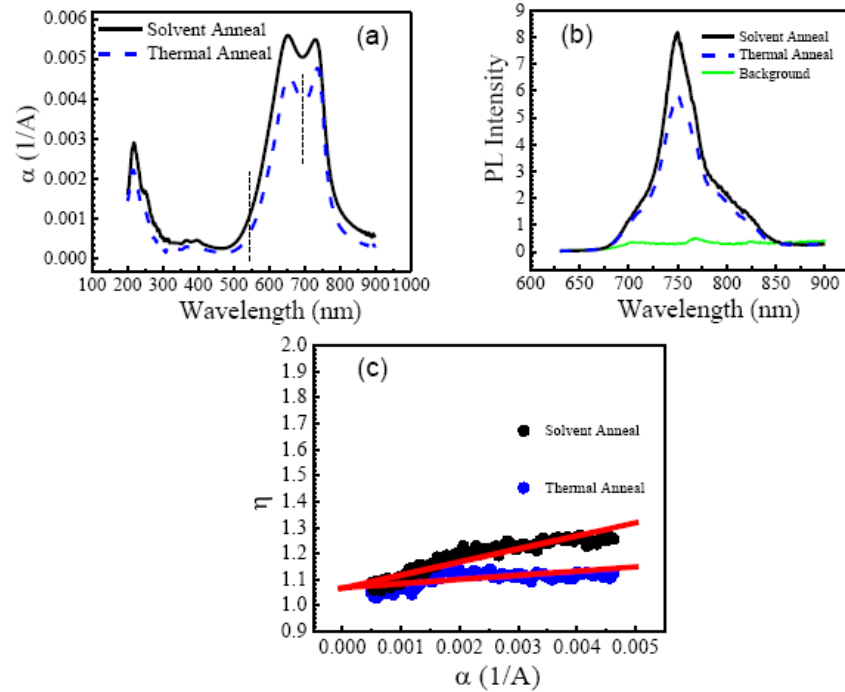 (a)
Solvent Anneal
Thermal Anneal
α (1/A)
0.006
0.005
0.004
0.003
0.002
0.001
0.000
100 200 300 400 500 600 700 800 900 1000
Wavelength (nm)
(b)
Solvent Anneal
Thermal Anneal
Background
PL Intensity
10
9
8
7
6
5
4
3
2
1
0
600 650 700 750 800 850 900
Wavelength (nm)
(c)
Solvent Anneal
Thermal Anneal
η
2.0
1.9
1.8
1.7
1.6
1.5
1.4
1.3
1.2
1.1
1.0
0.9
0.000 0.001 0.002 0.003 0.004 0.005
α (1/A)